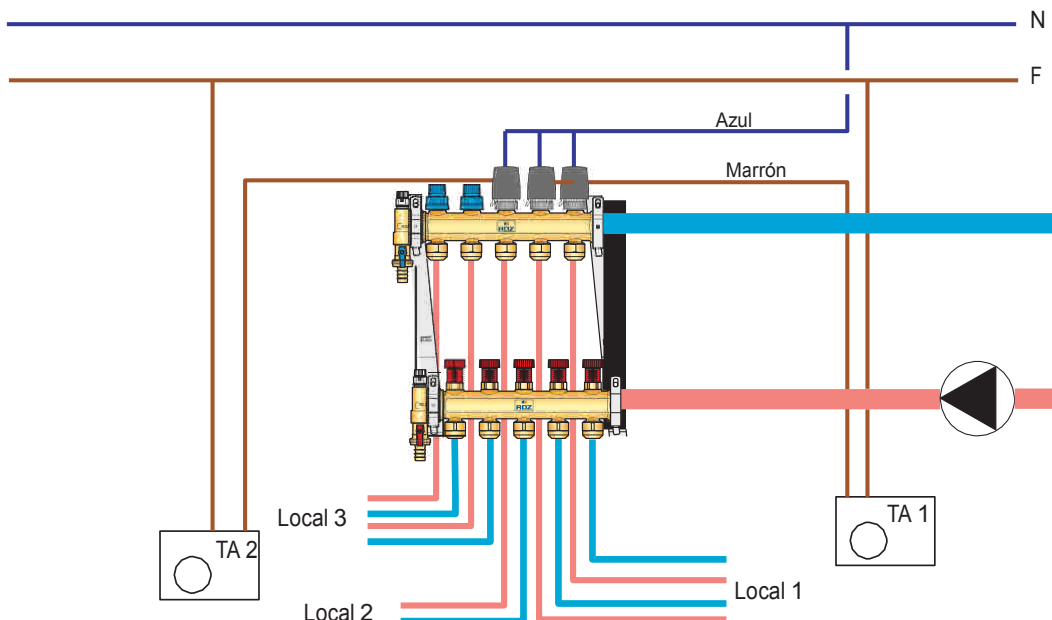 N
F
Azul
Marrón
RDZ
RDZ
TA 1
TA 2
Local 3
Local 1
Local 2